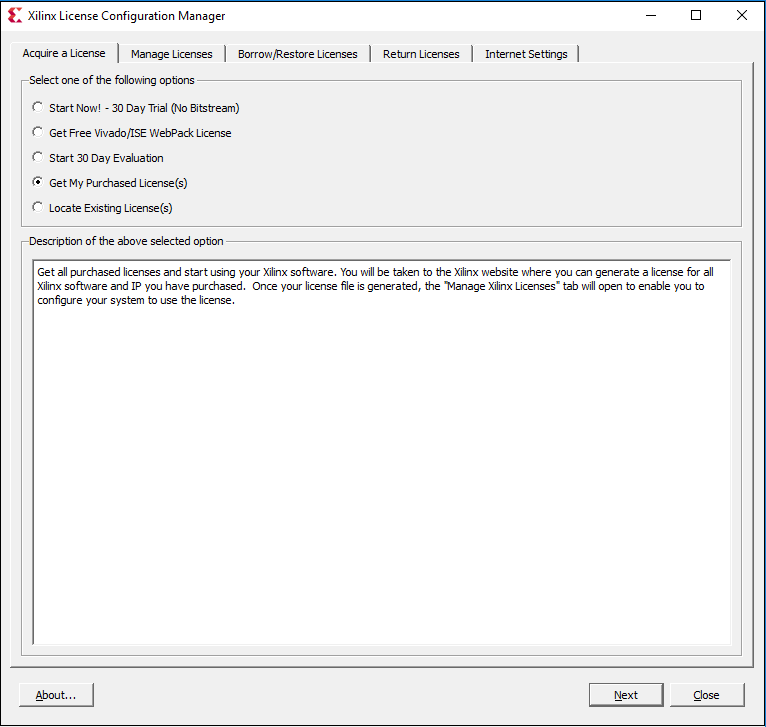 Xilinx License Configuration Manager
Acquire a License Manage Licenses Borrow/Restore Licenses Return Licenses Internet Settings
Select one of the following options
Start Now! - 30 Day Trial (No Bitstream)
Get Free Vivado/ISE WebPack License
Start 30 Day Evaluation
Get My Purchased License(s)
Locate Existing License(s)
Description of the above selected option
Get all purchased licenses and start using your Xilinx software. You will be taken to the Xilinx website where you can generate a license for all
Xilinx software and IP you have purchased.  Once your license file is generated, the "Manage Xilinx Licenses" tab will open to enable you to
configure your system to use the license.
About... Next Close